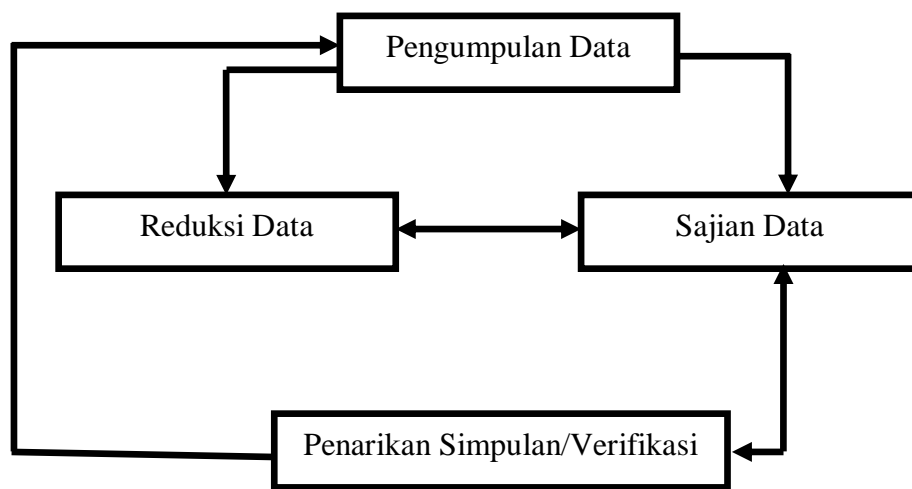 Pengumpulan Data
Reduksi Data
Sajian Data
Penarikan Simpulan/Verifikasi